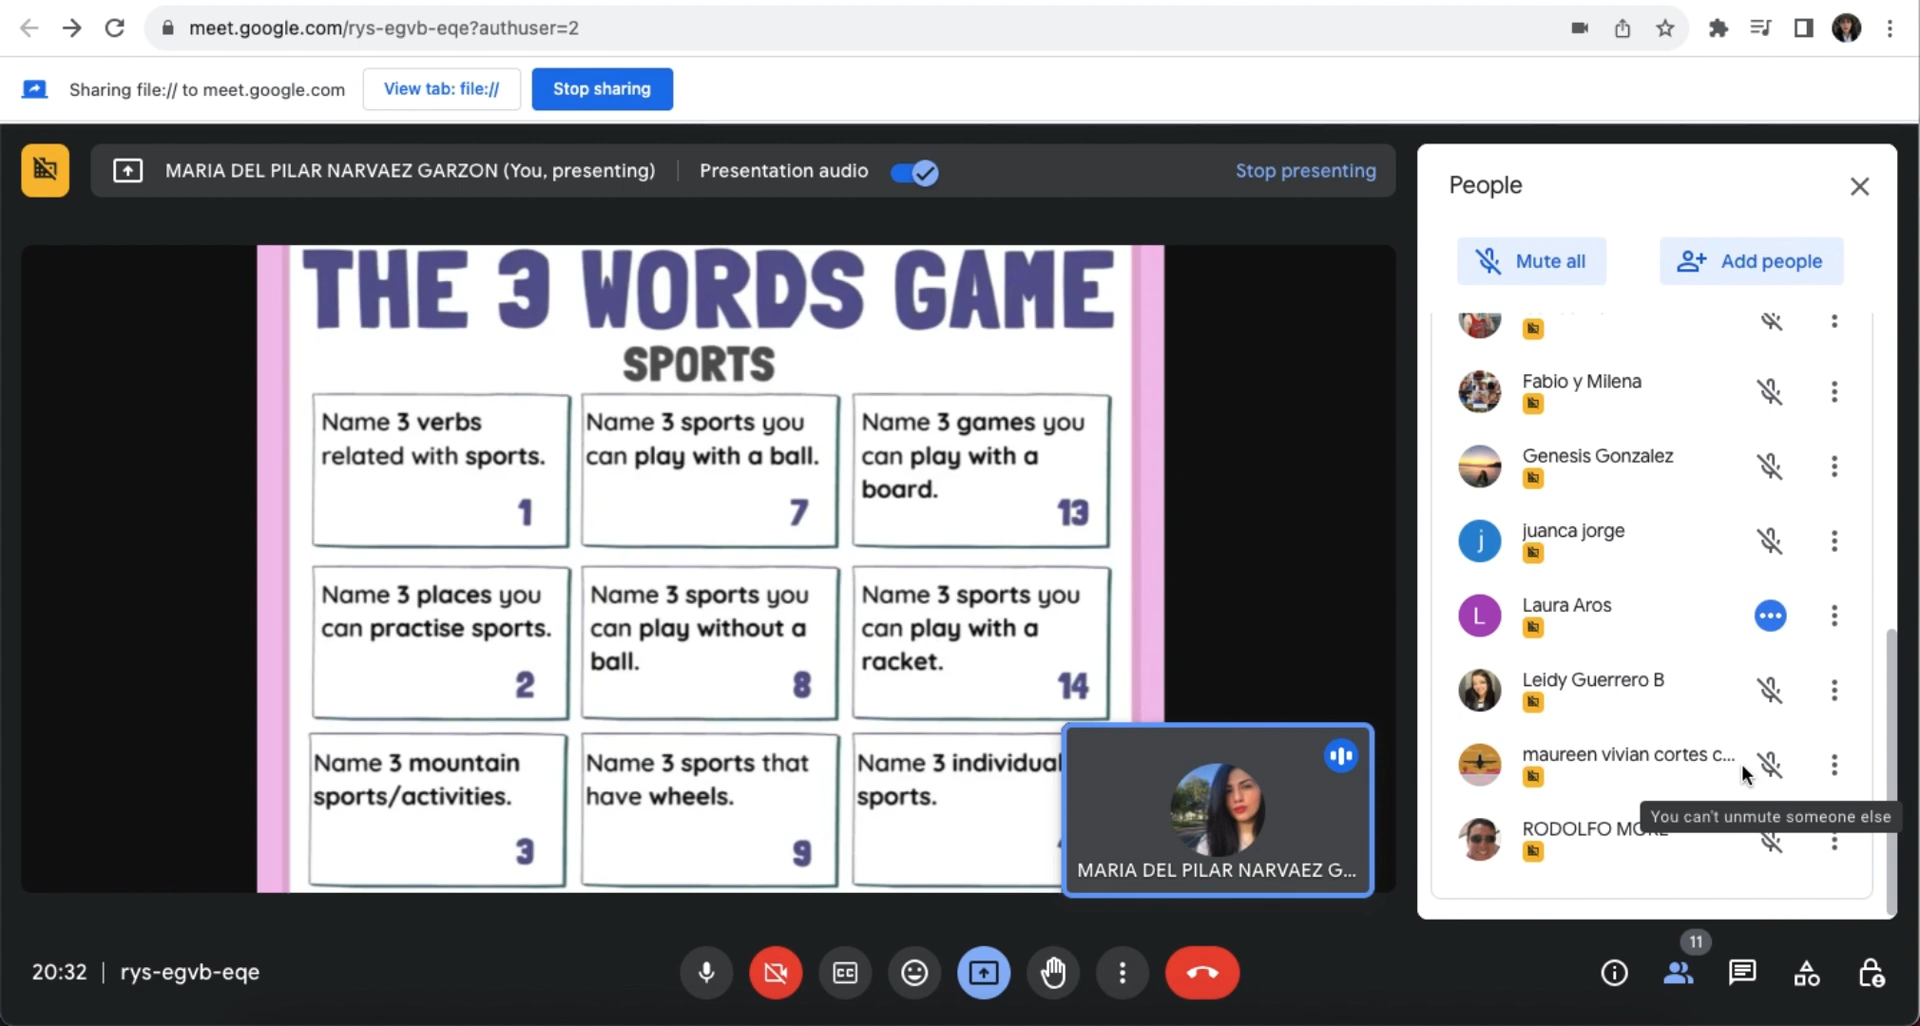 meet.google.com/rys-egvb-eqe?authuser=2
Sharing file:// to meet.google.com
View tab: file://
Stop sharing
MARIA DEL PILAR NARVAEZ GARZON (You, presenting)
Presentation audio
Stop presenting
THE 3 WORDS GAME
SPORTS
Name 3 verbs
related with sports.
1
Name 3 sports you
can play with a ball.
7
Name 3 games you
can play with a
board.
13
Name 3 places you
can practise sports.
2
Name 3 sports you
can play without a
ball.
8
Name 3 sports you
can play with a
racket.
14
Name 3 mountain
sports/activities.
3
Name 3 sports that
have wheels.
9
Name 3 individual
sports.
MARIA DEL PILAR NARVAEZ G...
People
Mute all
Add people
Fabio y Milena
Genesis Gonzalez
j
juanca jorge
L
Laura Aros
Leidy Guerrero B
maureen vivian cortes c...
You can't unmute someone else
RODOLFO
20:32
rys-egvb-eqe
CC
11